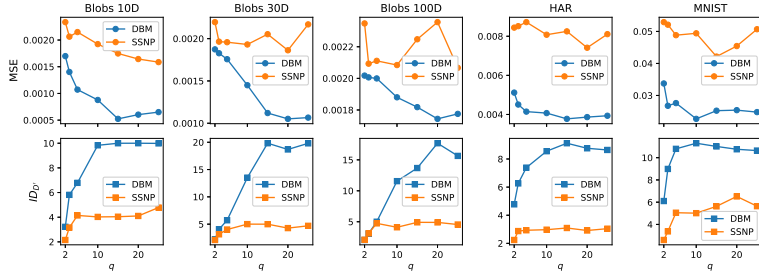 Blobs 10D Blobs 30D Blobs 100D HAR MNIST
MSE
0.0020 0.0015 0.0010 0.0005
DBM
SSNP
0.0020 0.0015 0.0010
DBM
SSNP
0.0022 0.0020 0.0018
DBM
SSNP
0.008 0.006 0.004
DBM
SSNP
0.05 0.04 0.03
DBM
SSNP
ID_D'
10 8 6 4 2
DBM
SSNP
20 15 10 5
DBM
SSNP
15 10 5
DBM
SSNP
8 6 4 2
DBM
SSNP
10 8 6 4
DBM
SSNP
2 10 20 2 10 20 2 10 20 2 10 20 2 10 20
q q q q q